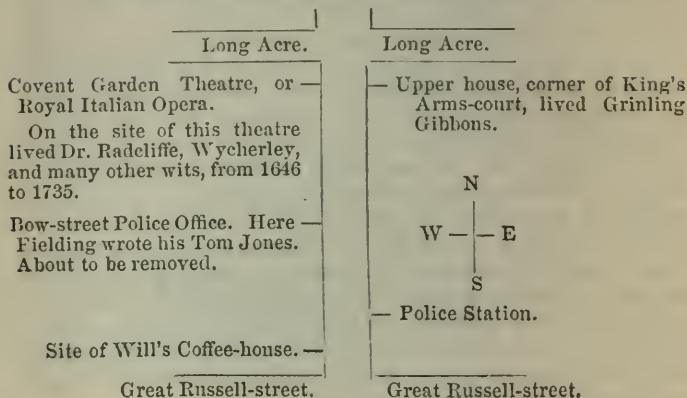 Long Acre.
Long Acre.
Covent Garden Theatre, or
Royal Italian Opera.
On the site of this theatre
lived Dr. Radcliffe, Wycherley,
and many other wits, from 1646
to 1735.
Bow-street Police Office. Here
Fielding wrote his Tom Jones.
About to be removed.
Site of Will's Coffee-house.
Great Russell-street.
Upper house, corner of King's
Arms-court, lived Grinling
Gibbons.
N
W E
S
Police Station.
Great Russell-street.